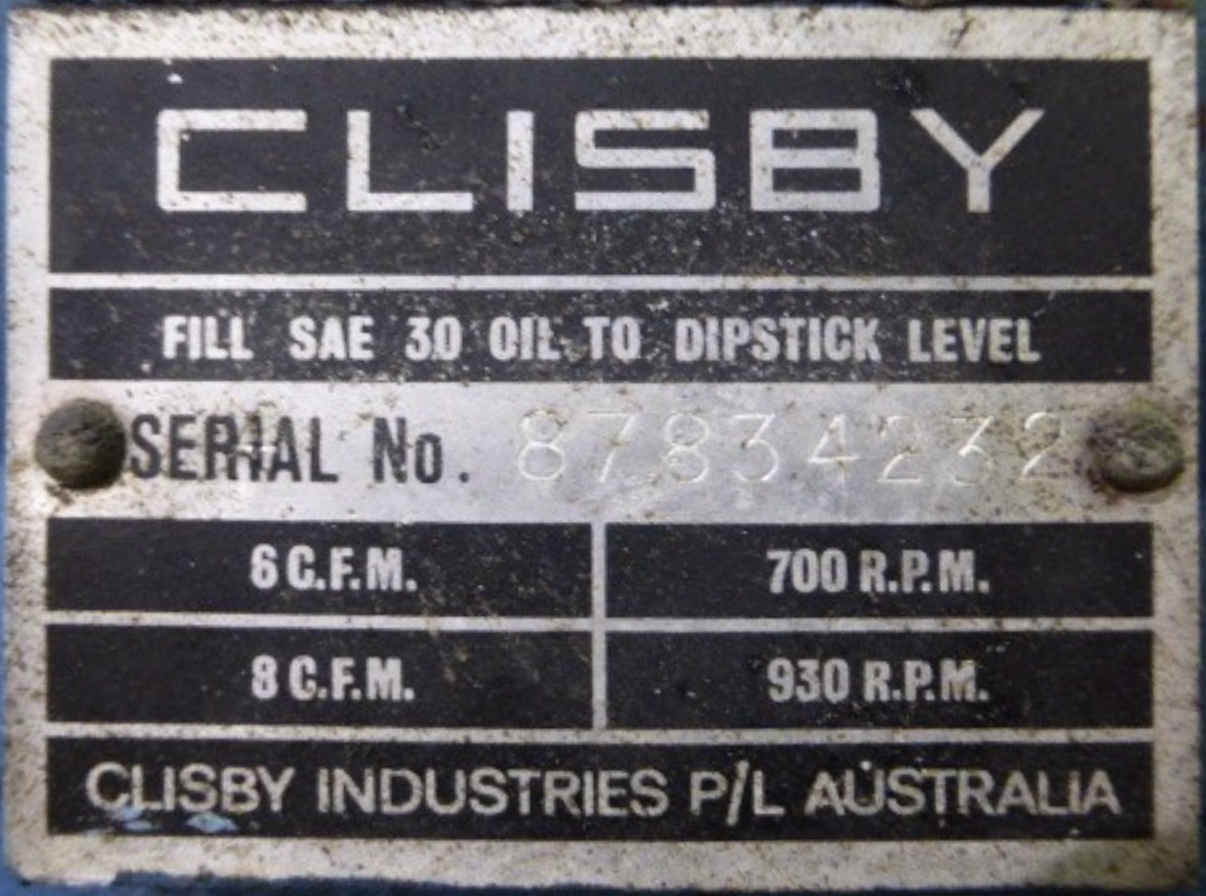 CLISBY
FILL SAE 30 OIL TO DIPSTICK LEVEL
SERIAL No. 87834232
6 C.F.M. 700 R.P.M.
8 C.F.M. 930 R.P.M.
CLISBY INDUSTRIES P/L AUSTRALIA